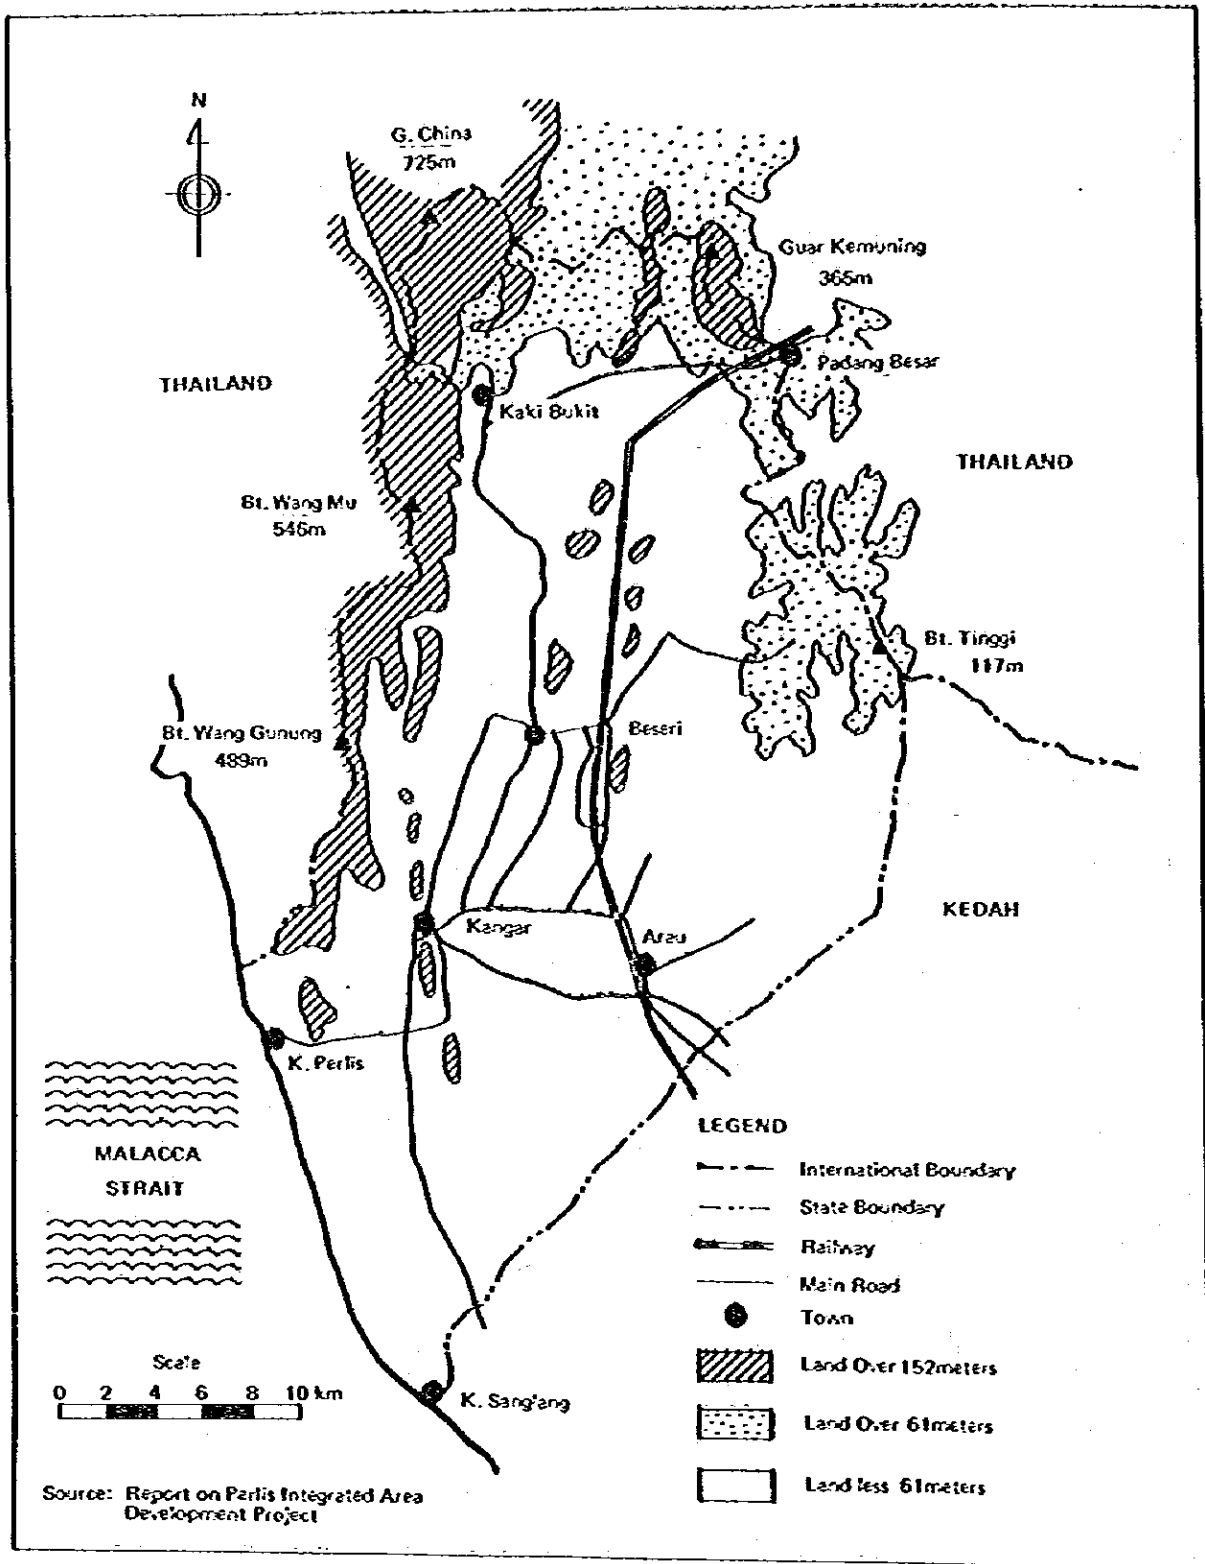 N
G. China
725m
Guar Kemuning
365m
THAILAND
Padang Besar
Kaki Bukit
THAILAND
Bt. Wang Mu
546m
Bt. Tinggi
117m
Bt. Wang Gunung
489m
Beseri
Kangar
KEDAH
Arau
K. Perlis
MALACCA
STRAIT
LEGEND
International Boundary
State Boundary
Railway
Main Road
Town
Land Over 152meters
Land Over 61meters
Land less 61meters
Scale
0 2 4 6 8 10 km
K. Sanglang
Source: Report on Perlis Integrated Area
Development Project